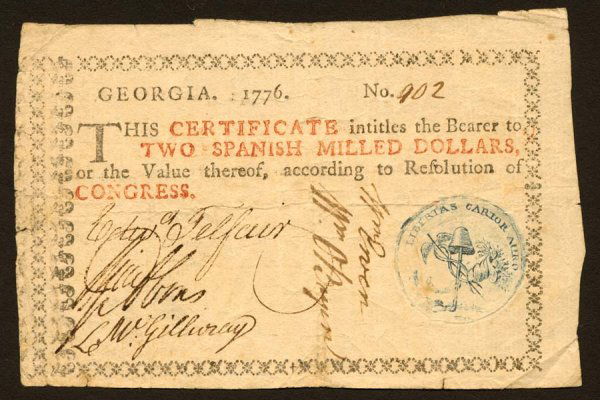 GEORGIA. 1776. No. 902
THIS CERTIFICATE intitles the Bearer to
TWO SPANISH MILLED DOLLARS,
or the Value thereof, according to Reſolution of
CONGRESS.
LIBERTAS CARIOR AURO
Edwd Telfair
Wm